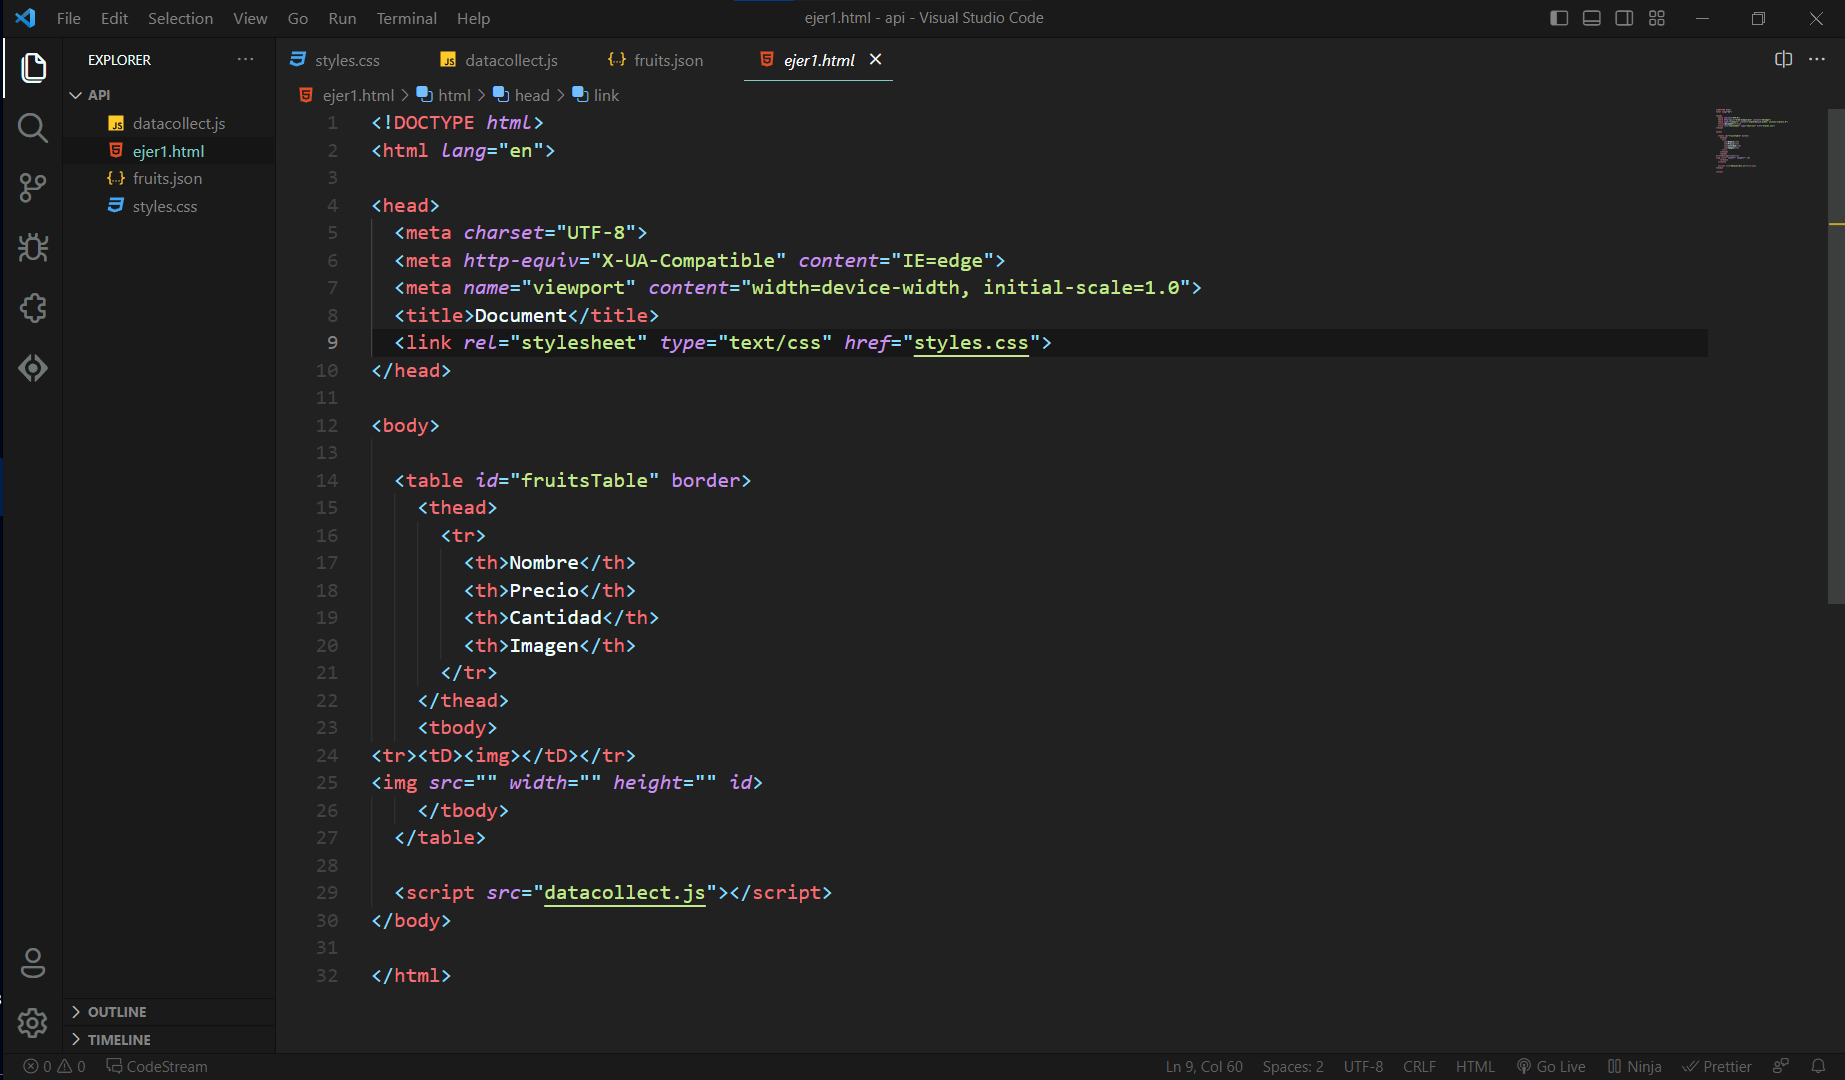 File Edit Selection View Go Run Terminal Help
ejer1.html - api - Visual Studio Code
EXPLORER
API
datacollect.js
ejer1.html
fruits.json
styles.css
OUTLINE
TIMELINE
styles.css datacollect.js fruits.json ejer1.html
ejer1.html > html > head > link
1 <!DOCTYPE html>
2 <html lang="en">
3
4 <head>
5 <meta charset="UTF-8">
6 <meta http-equiv="X-UA-Compatible" content="IE=edge">
7 <meta name="viewport" content="width=device-width, initial-scale=1.0">
8 <title>Document</title>
9 <link rel="stylesheet" type="text/css" href="styles.css">
10 </head>
11
12 <body>
13
14 <table id="fruitsTable" border>
15 <thead>
16 <tr>
17 <th>Nombre</th>
18 <th>Precio</th>
19 <th>Cantidad</th>
20 <th>Imagen</th>
21 </tr>
22 </thead>
23 <tbody>
24 <tr><tD><img></tD></tr>
25 <img src="" width="" height="" id>
26 </tbody>
27 </table>
28
29 <script src="datacollect.js"></script>
30 </body>
31
32 </html>
0 0 CodeStream
Ln 9, Col 60 Spaces: 2 UTF-8 CRLF HTML Go Live Ninja Prettier